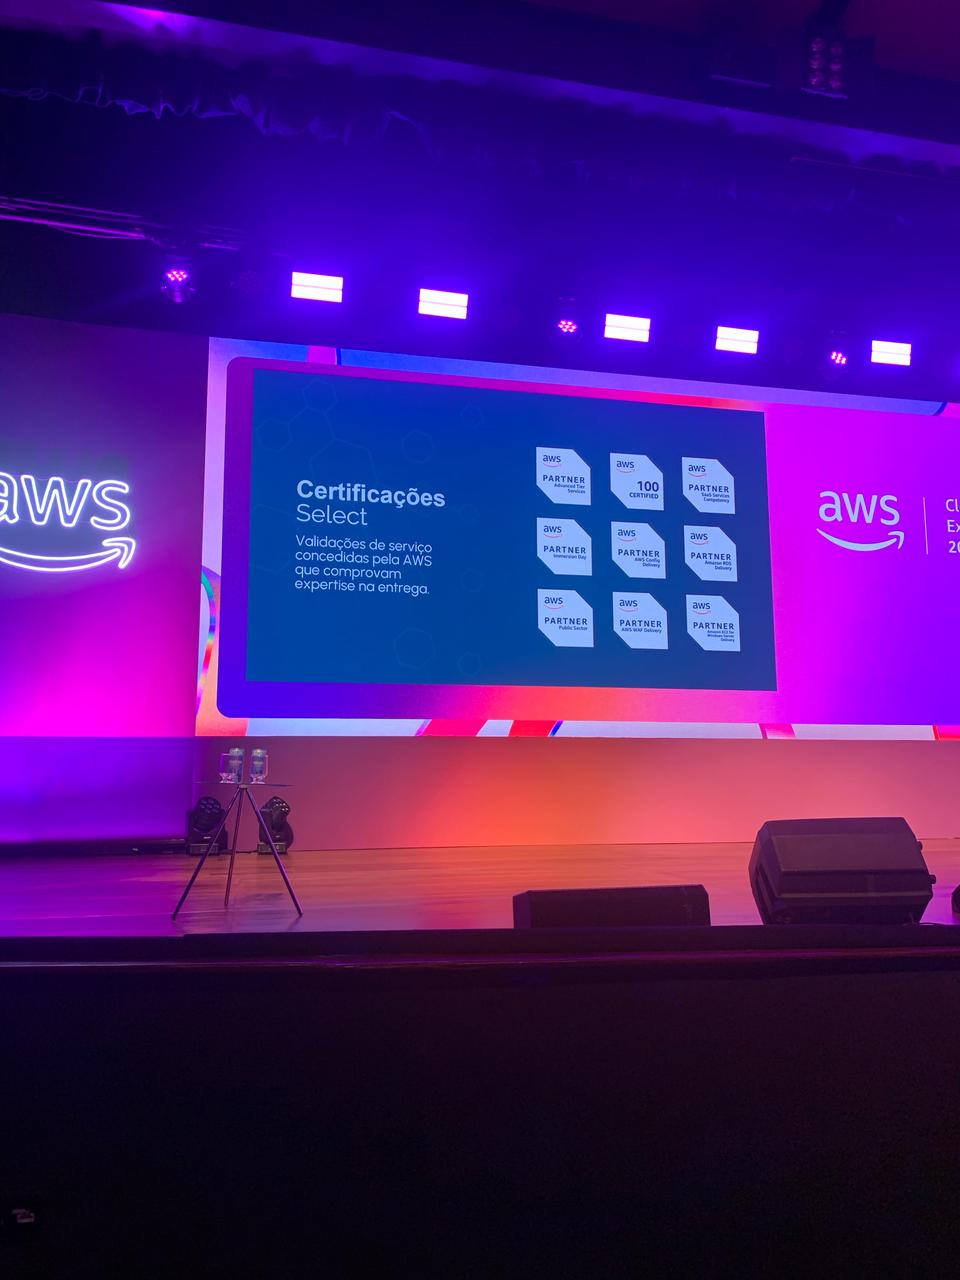 aws
Certificações
Select
Validações de serviço
concedidas pela AWS
que comprovam
expertise na entrega.
aws
PARTNER
Advanced Tier
Services
aws
100
CERTIFIED
aws
PARTNER
SaaS Services
Competency
aws
PARTNER
Immersion Day
aws
PARTNER
AWS Config
Delivery
aws
PARTNER
Amazon RDS
Delivery
aws
PARTNER
Public Sector
aws
PARTNER
AWS WAF Delivery
aws
PARTNER
Amazon EC2 for
Windows Server
Delivery
aws
Cl
Ex
20